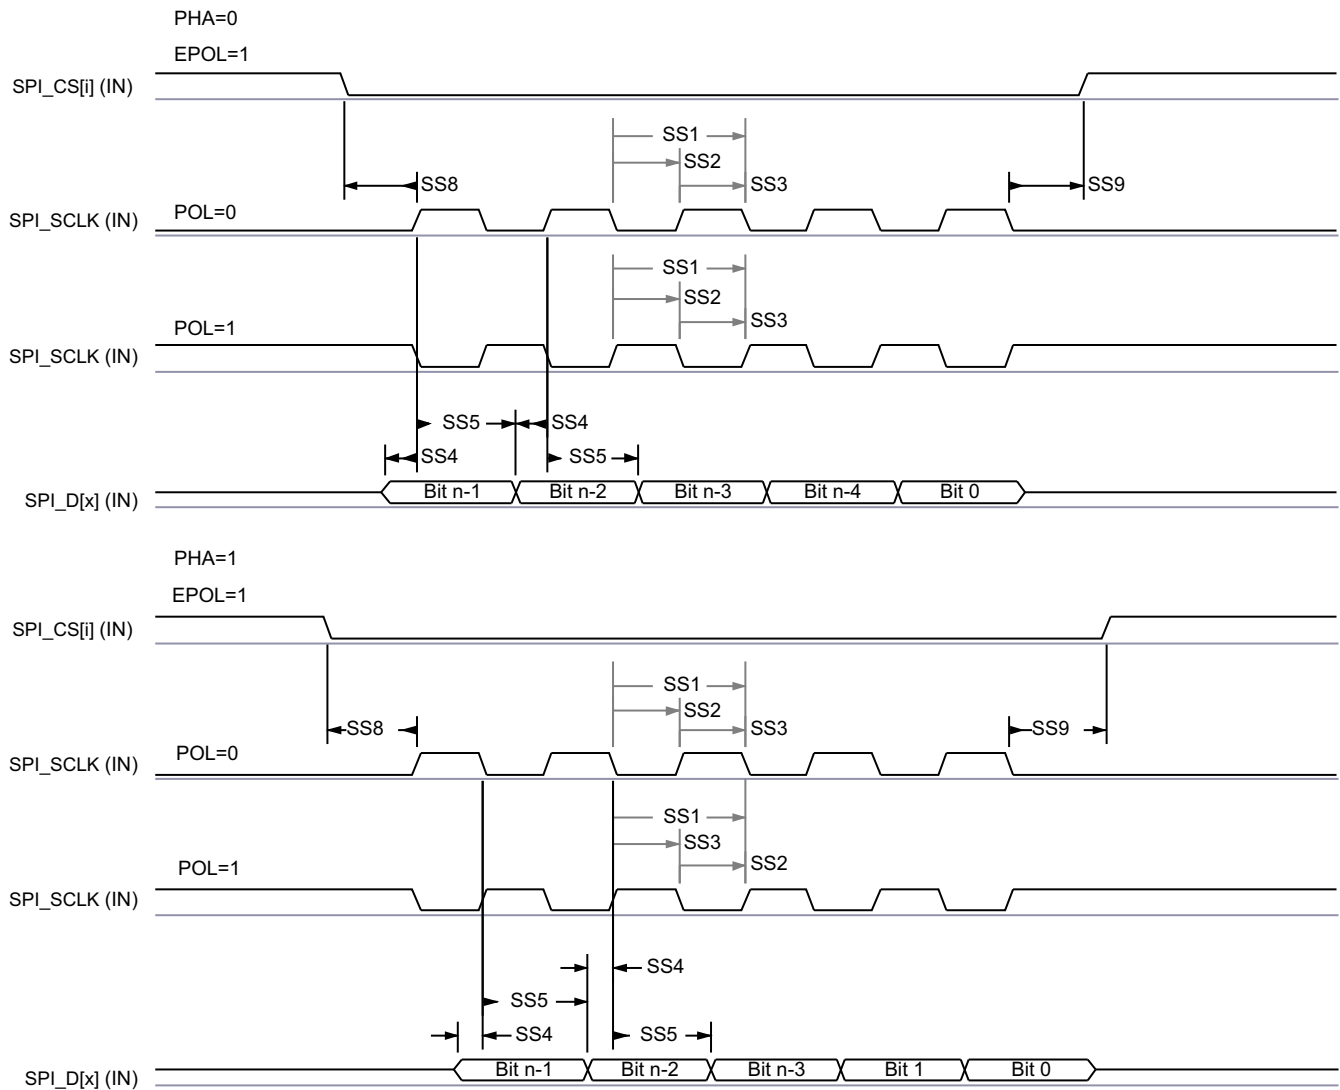 PHA=0
EPOL=1
SPI_CS[i] (IN)
SS1
SS2
SS8
SS3
SS9
POL=0
SPI_SCLK (IN)
SS1
SS2
SS3
POL=1
SPI_SCLK (IN)
SS5
SS4
SS4
SS5
SPI_D[x] (IN)
Bit n-1
Bit n-2
Bit n-3
Bit n-4
Bit 0
PHA=1
EPOL=1
SPI_CS[i] (IN)
SS1
SS2
SS8
SS3
SS9
POL=0
SPI_SCLK (IN)
SS1
SS3
SS2
POL=1
SPI_SCLK (IN)
SS4
SS5
SS4
SS5
SPI_D[x] (IN)
Bit n-1
Bit n-2
Bit n-3
Bit 1
Bit 0